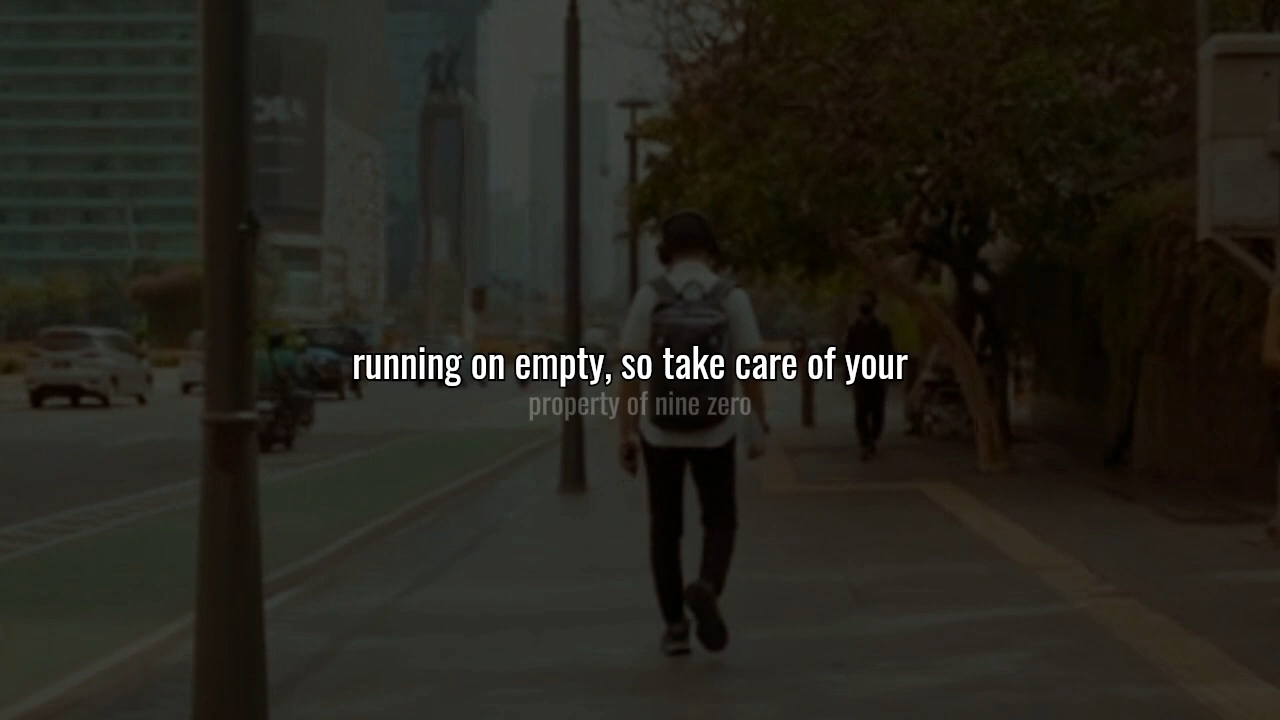 running on empty, so take care of your
property of nine zero